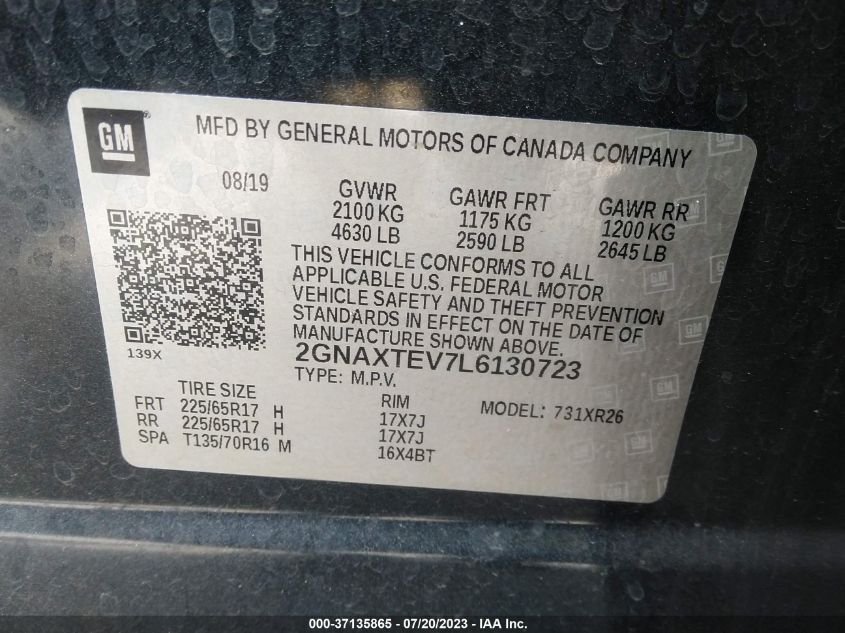 GM
MFD BY GENERAL MOTORS OF CANADA COMPANY
08/19
GVWR GAWR FRT GAWR RR
2100 KG 1175 KG 1200 KG
4630 LB 2590 LB 2645 LB
THIS VEHICLE CONFORMS TO ALL
APPLICABLE U.S. FEDERAL MOTOR
VEHICLE SAFETY AND THEFT PREVENTION
STANDARDS IN EFFECT ON THE DATE OF
MANUFACTURE SHOWN ABOVE.
139X
2GNAXTEV7L6130723
TYPE: M.P.V.
MODEL: 731XR26
TIRE SIZE RIM
FRT 225/65R17 H 17X7J
RR 225/65R17 H 17X7J
SPA T135/70R16 M 16X4BT
000-37135865 - 07/20/2023 - IAA Inc.